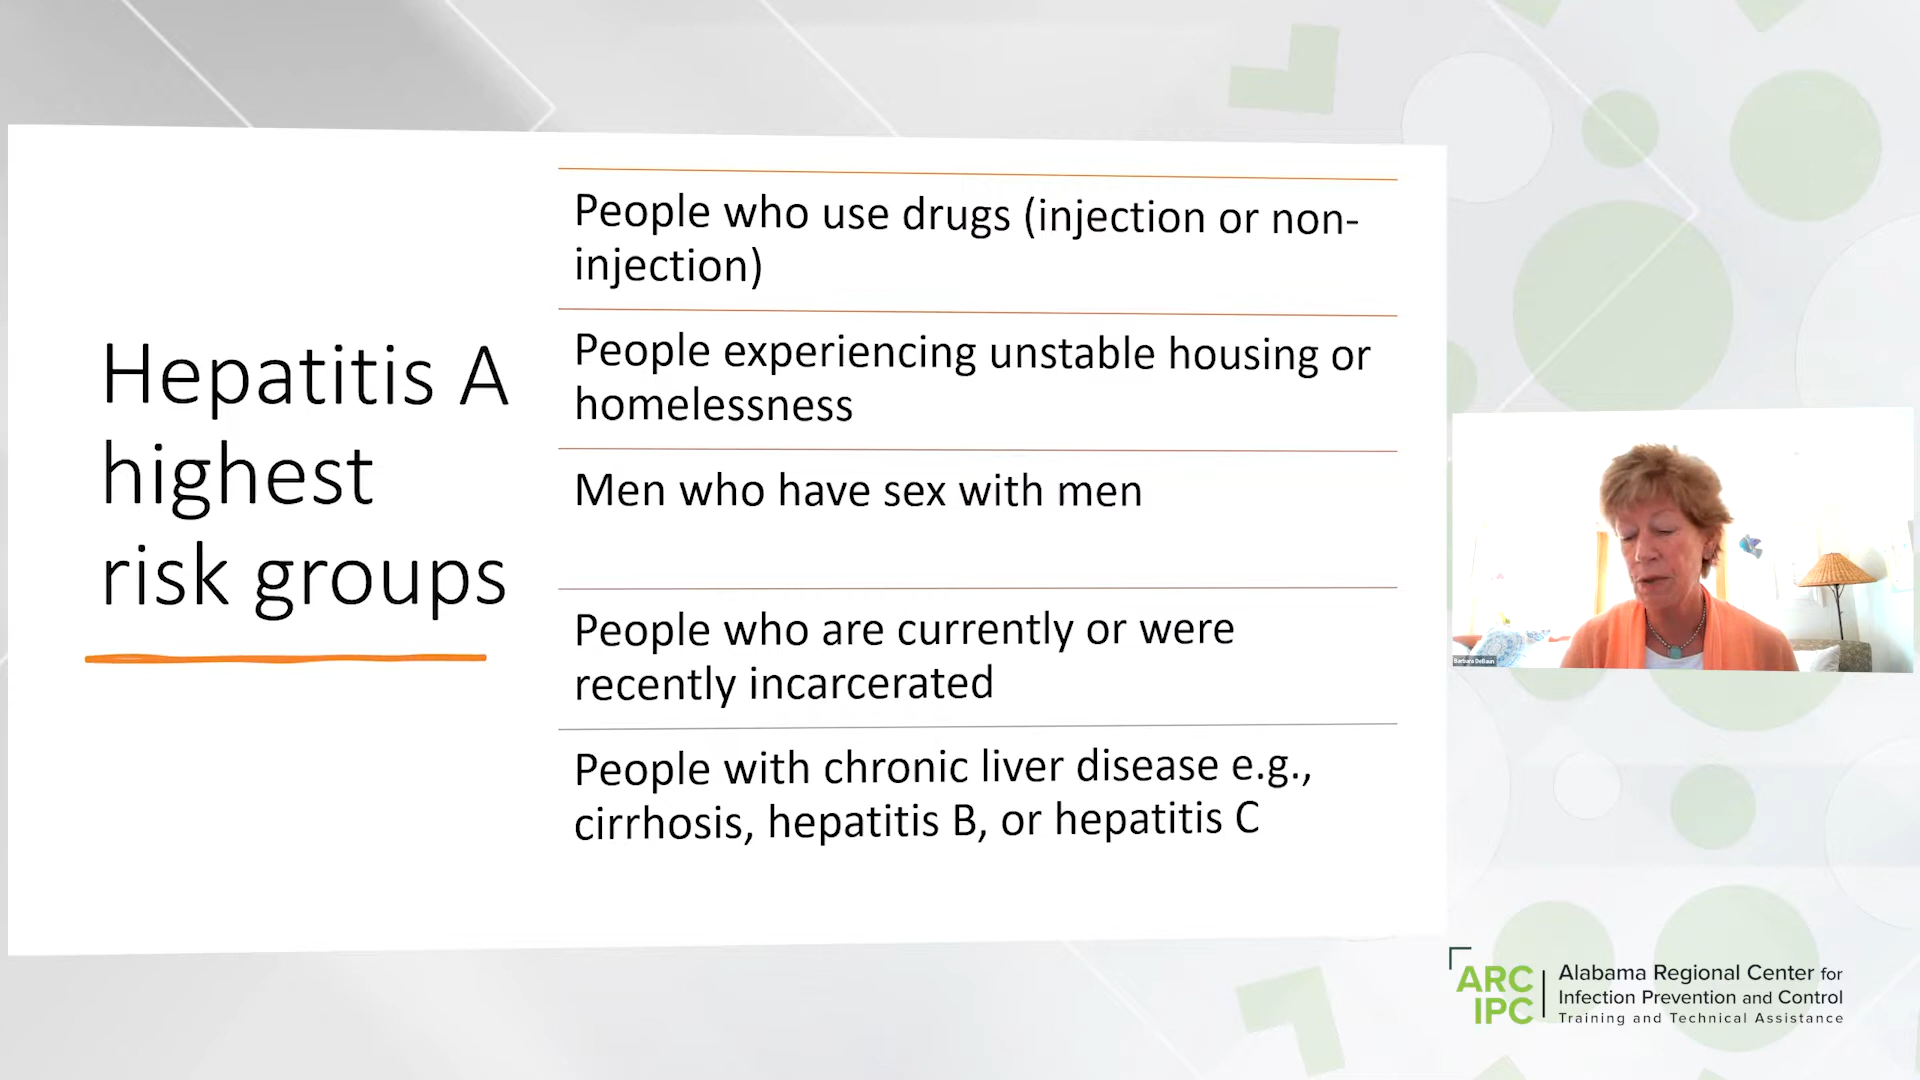 Hepatitis A
highest
risk groups
People who use drugs (injection or non-
injection)
People experiencing unstable housing or
homelessness
Men who have sex with men
People who are currently or were
recently incarcerated
People with chronic liver disease e.g.,
cirrhosis, hepatitis B, or hepatitis C
Barbara DeBaun
ARC
IPC
Alabama Regional Center for
Infection Prevention and Control
Training and Technical Assistance